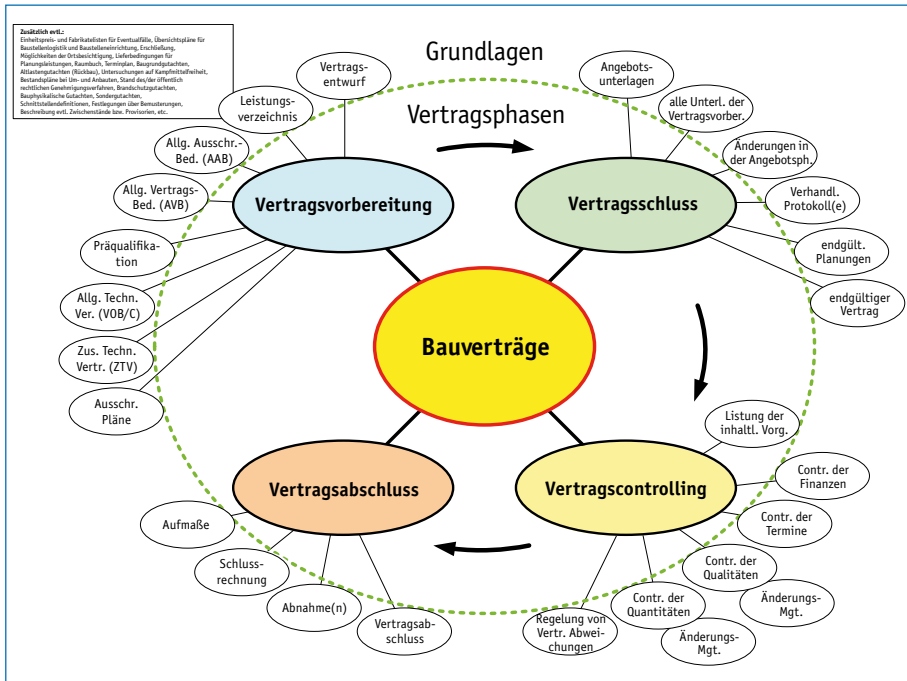 Zusätzlich evtl.:
Einheitspreis- und Fabrikatelisten für Eventualfälle, Übersichtspläne für
Baustellenlogistik und Baustelleneinrichtung, Erschließung,
Möglichkeiten der Ortsbesichtigung, Lieferbedingungen für
Planungsleistungen, Raumbuch, Terminplan, Baugrundgutachten,
Altlastengutachten (Rückbau), Untersuchungen auf Kampfmittelfreiheit,
Bestandspläne bei Um- und Anbauten, Stand des/der öffentlich
rechtlichen Genehmigungsverfahren, Brandschutzgutachten,
Bauphysikalische Gutachten, Sondergutachten,
Schnittstellendefinitionen, Festlegungen über Bemusterungen,
Beschreibung evtl. Zwischenstände bzw. Provisorien, etc.
Grundlagen
Vertragsphasen
Vertrags-
entwurf
Leistungs-
verzeichnis
Allg. Ausschr.-
Bed. (AAB)
Allg. Vertrags-
Bed. (AVB)
Präqualifika-
tion
Allg. Techn.
Ver. (VOB/C)
Zus. Techn.
Vertr. (ZTV)
Ausschr.
Pläne
Vertragsvorbereitung
Angebots-
unterlagen
alle Unterl. der
Vertragsvorber.
Änderungen in
der Angebotsph.
Verhandl.
Protokoll(e)
endgült.
Planungen
endgültiger
Vertrag
Vertragsschluss
Bauverträge
Vertragsabschluss
Aufmaße
Schluss-
rechnung
Abnahme(n)
Vertragsab-
schluss
Vertragscontrolling
Listung der
inhaltl. Vorg.
Contr. der
Finanzen
Contr. der
Termine
Contr. der
Qualitäten
Änderungs-
Mgt.
Contr. der
Quantitäten
Änderungs-
Mgt.
Regelung von
Vertr. Abwei-
chungen